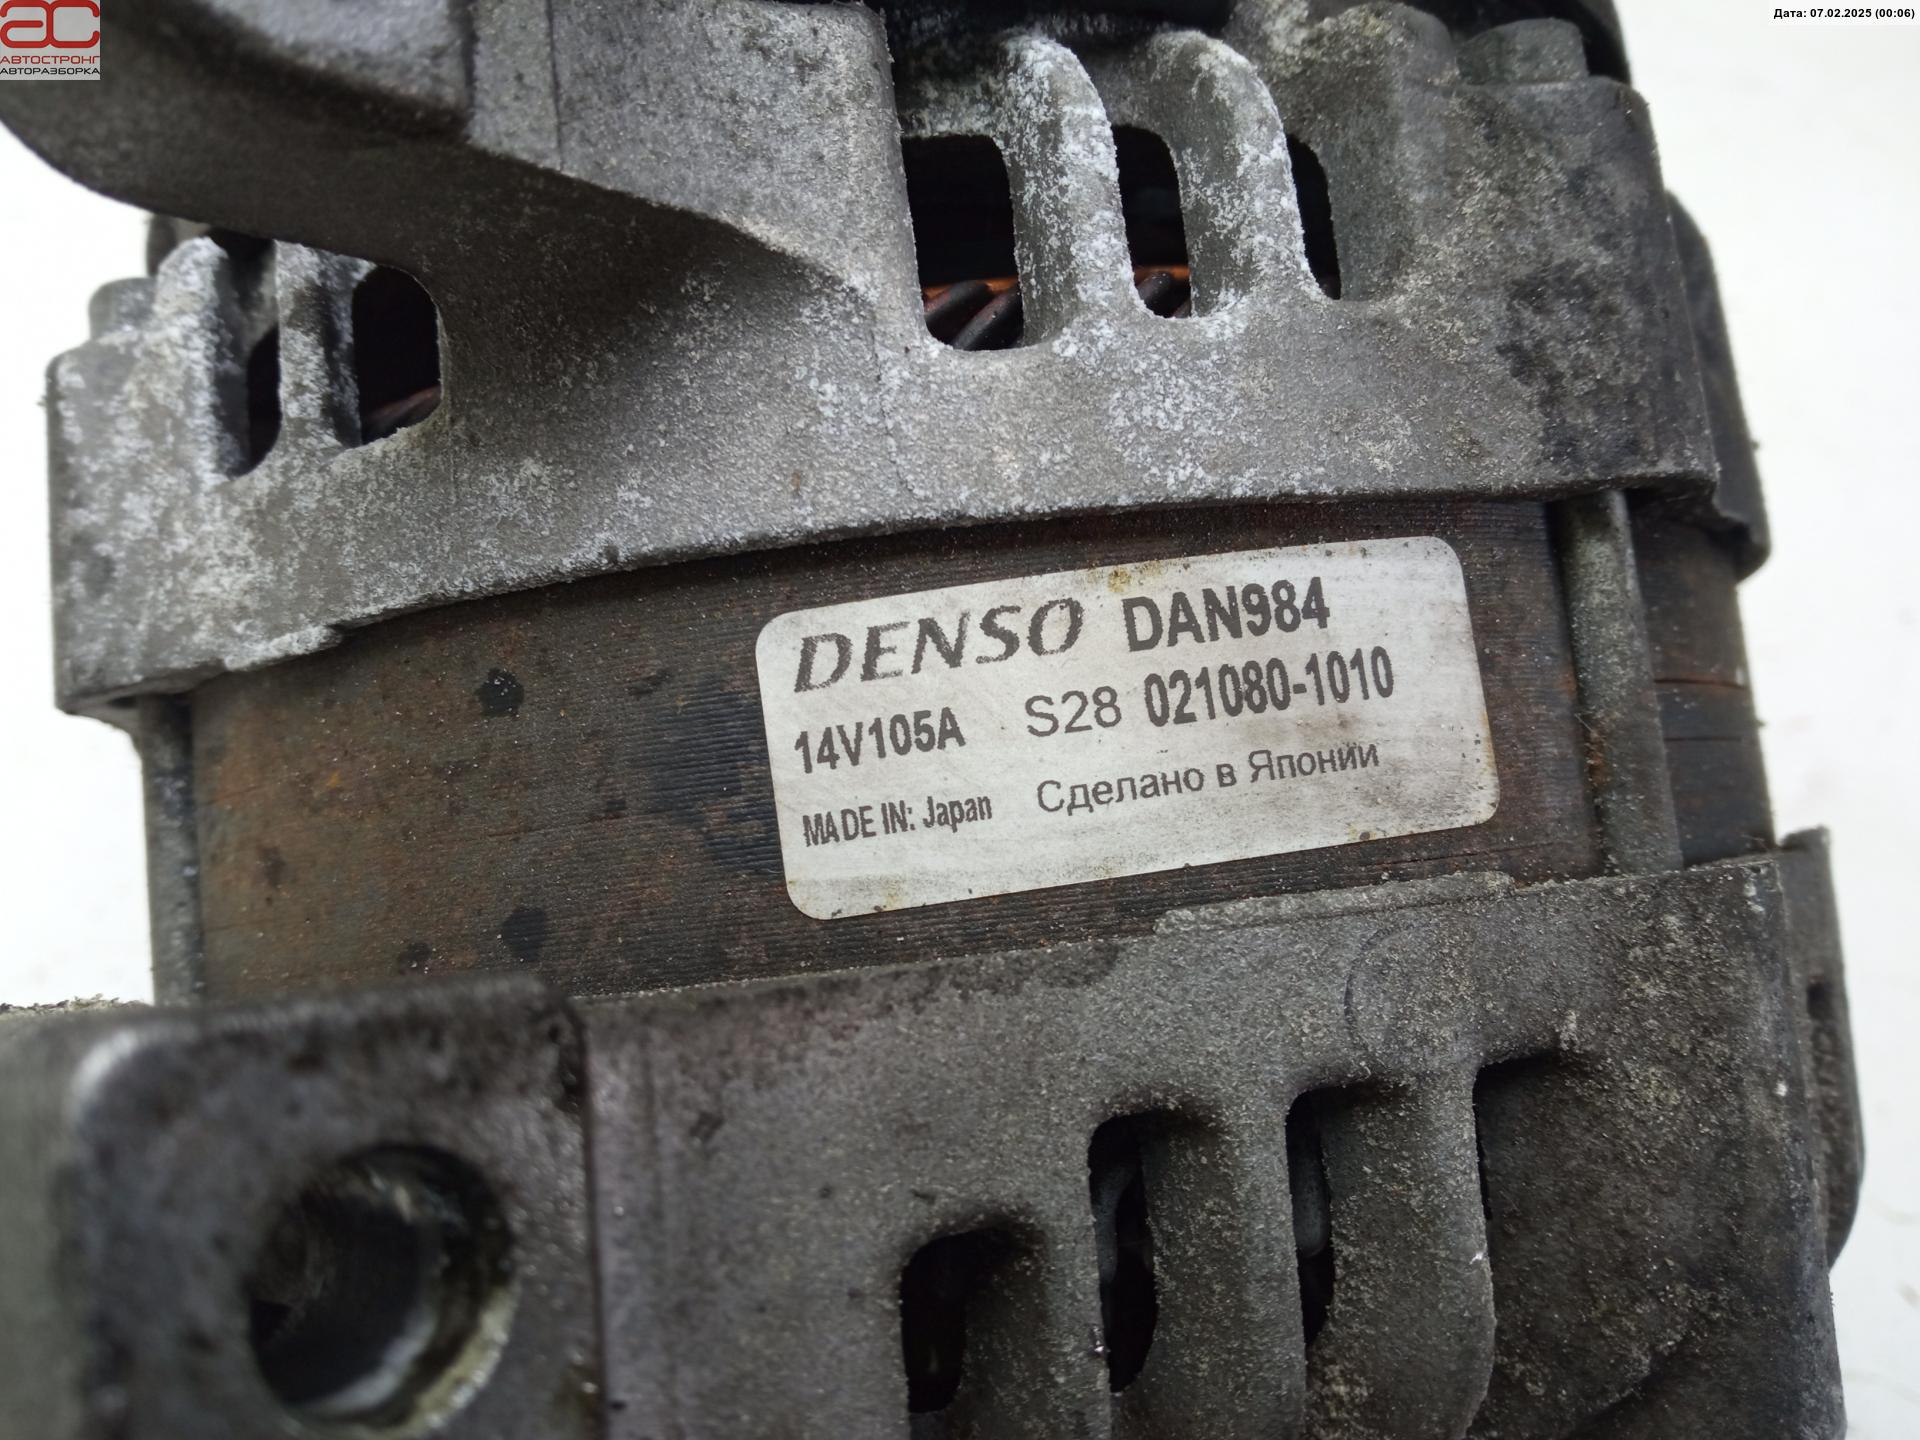 АС
АВТОСТРОНГ
АВТОРАЗБОРКА
Дата: 07.02.2025 (00:06)
DENSO DAN984
14V105A S28 021080-1010
MADE IN: Japan Сделано в Японии